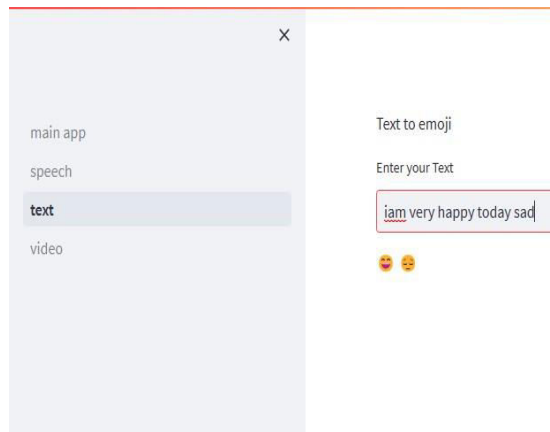 main app
speech
text
video
Text to emoji
Enter your Text
iam very happy today sad